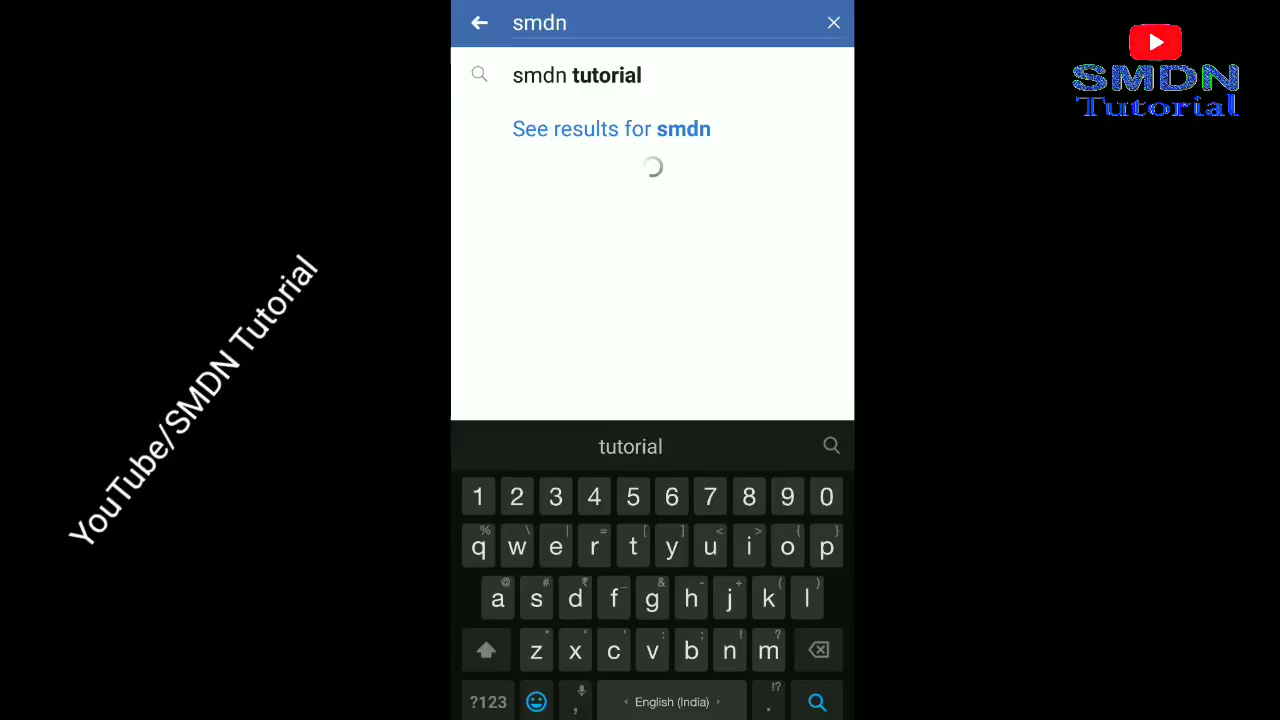 smdn
smdn tutorial
See results for smdn
SMDN
Tutorial
YouTube/SMDN Tutorial
tutorial
1 2 3 4 5 6 7 8 9 0
% \ | = [ ] < > { }
q w e r t y u i o p
@ # ₹ _ & - + ( )
a s d f g h j k l
* " ' : ; ! ?
z x c v b n m
!?
?123 , English (India) .